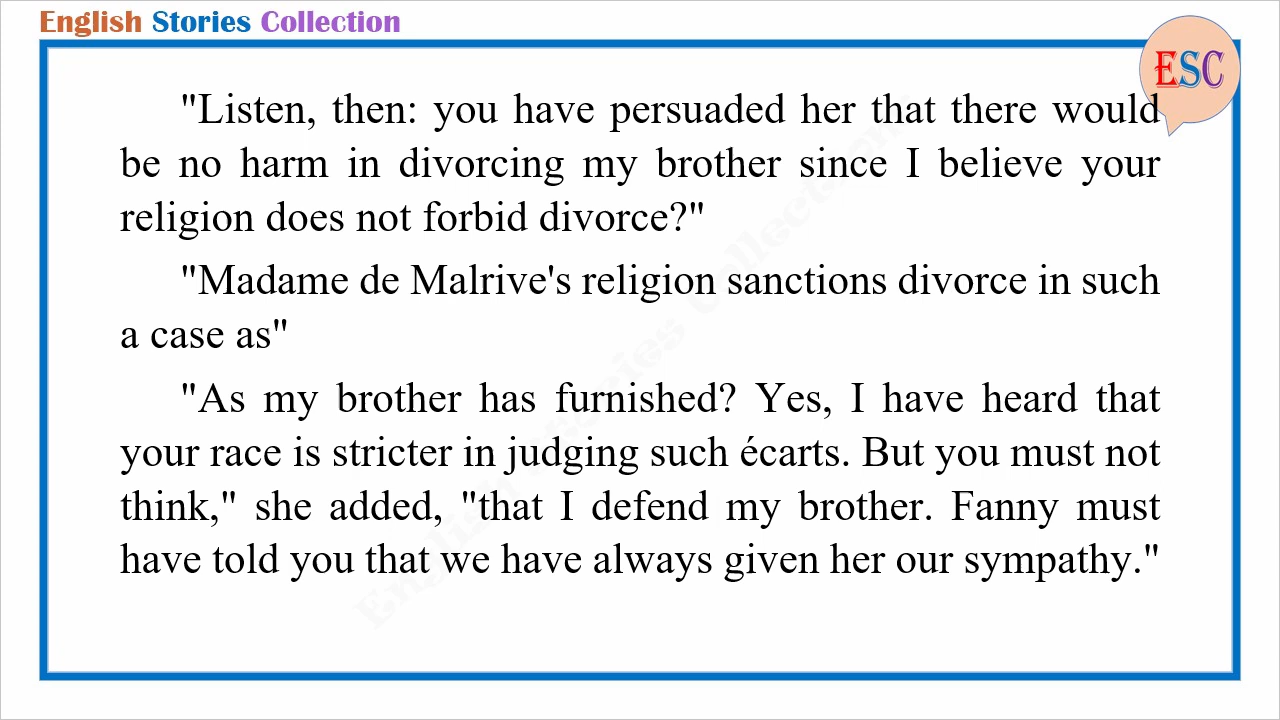 English Stories Collection
ESC
"Listen, then: you have persuaded her that there would
be no harm in divorcing my brother since I believe your
religion does not forbid divorce?"
"Madame de Malrive's religion sanctions divorce in such
a case as"
"As my brother has furnished? Yes, I have heard that
your race is stricter in judging such écarts. But you must not
think," she added, "that I defend my brother. Fanny must
have told you that we have always given her our sympathy."
English Stories Collection